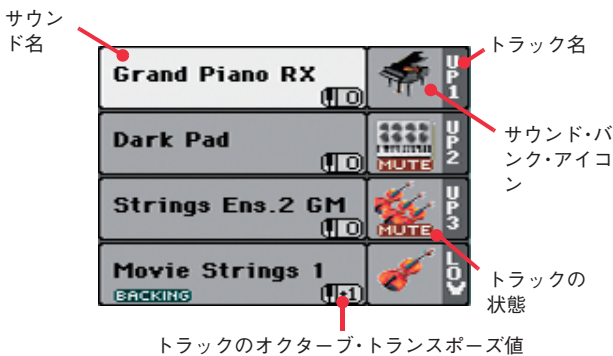 サウン
ド名
トラック名
Grand Piano RX
0
UP1
サウンド・バ
ンク・アイコ
ン
Dark Pad
0
MUTE
UP2
Strings Ens.2 GM
0
MUTE
UP3
トラックの
状態
Movie Strings 1
BACKING
+1
LOW
トラックのオクターブ・トランスポーズ値